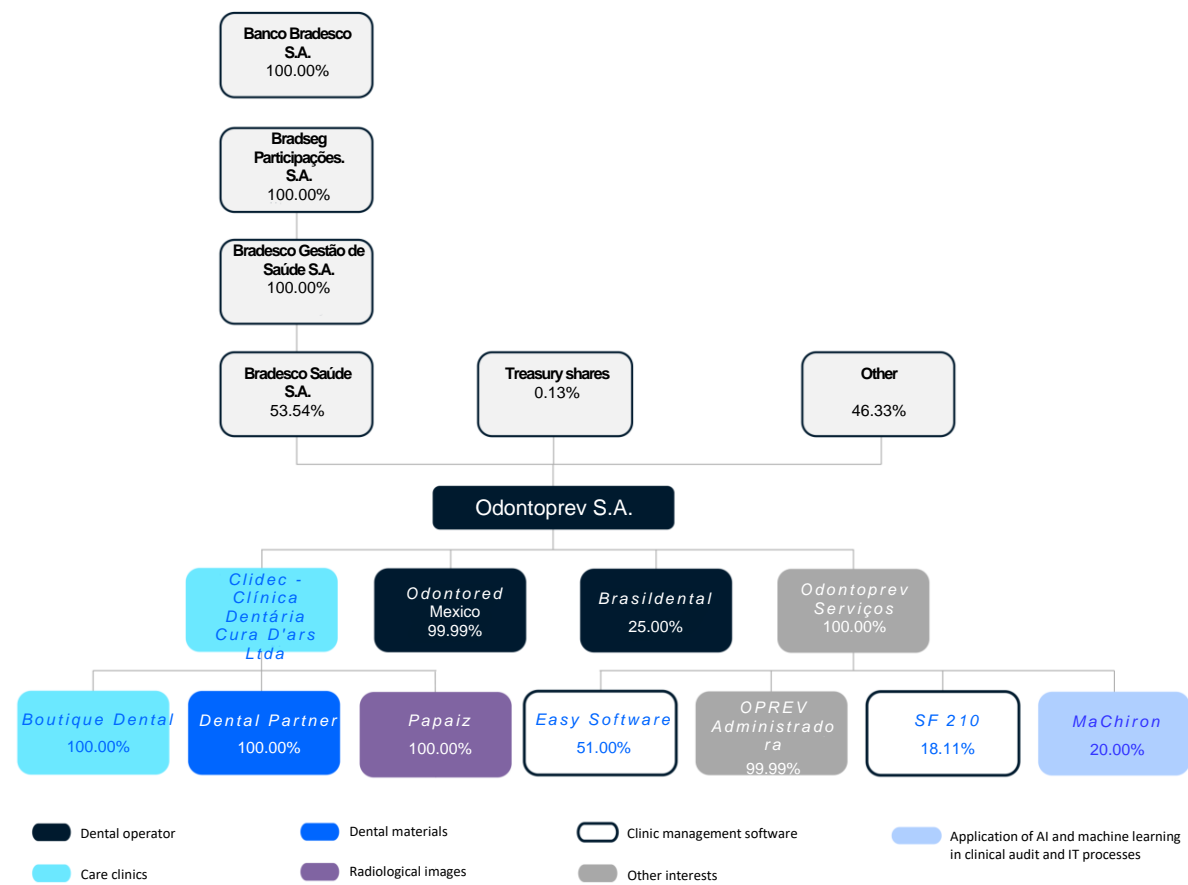 Banco Bradesco
S.A.
100.00%
Bradseg
Participações.
S.A.
100.00%
Bradesco Gestão de
Saúde S.A.
100.00%
Bradesco Saúde
S.A.
53.54%
Treasury shares
0.13%
Other
46.33%
Odontoprev S.A.
Clidec -
Clínica
Dentária
Cura D'ars
Ltda
Odontored
Mexico
99.99%
Brasildental
25.00%
Odontoprev
Serviços
100.00%
Boutique Dental
100.00%
Dental Partner
100.00%
Papaiz
100.00%
Easy Software
51.00%
OPREV
Administrado
ra
99.99%
SF 210
18.11%
MaChiron
20.00%
Dental operator
Dental materials
Clinic management software
Application of AI and machine learning
in clinical audit and IT processes
Care clinics
Radiological images
Other interests